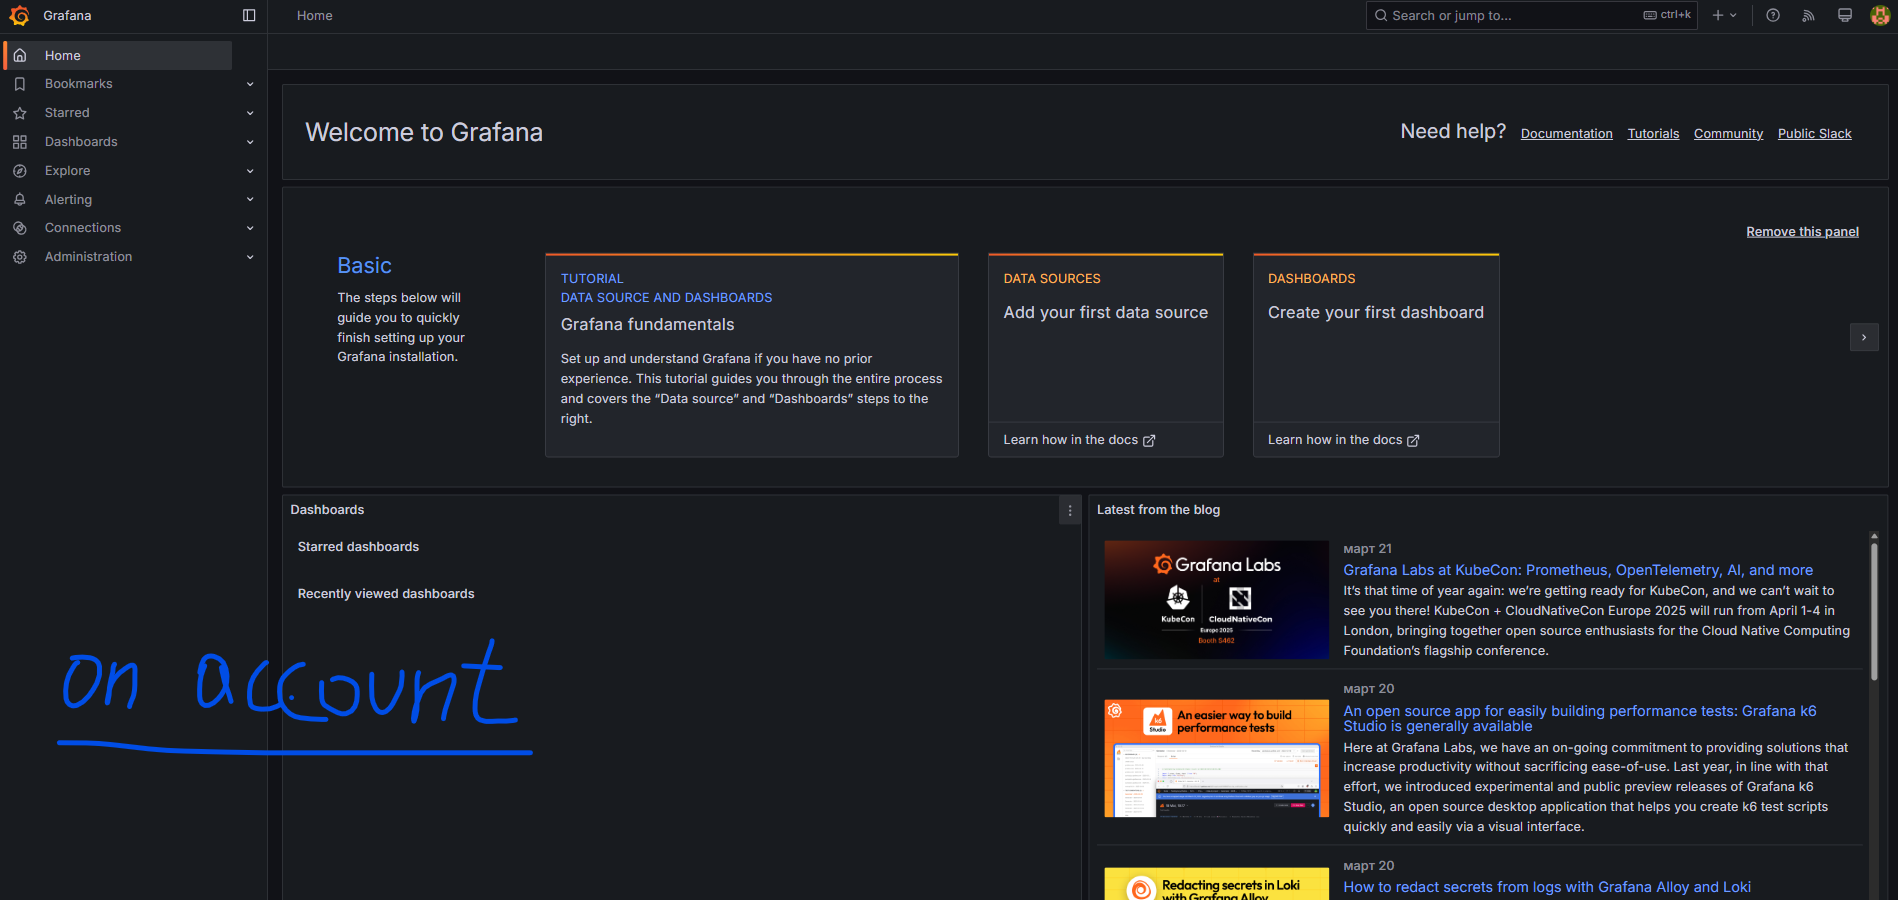 Grafana
Home
Search or jump to...
ctrl+k
Home
Bookmarks
Starred
Dashboards
Explore
Alerting
Connections
Administration
Welcome to Grafana
Need help?
Documentation
Tutorials
Community
Public Slack
Remove this panel
Basic
The steps below will
guide you to quickly
finish setting up your
Grafana installation.
TUTORIAL
DATA SOURCE AND DASHBOARDS
Grafana fundamentals
Set up and understand Grafana if you have no prior
experience. This tutorial guides you through the entire process
and covers the “Data source” and “Dashboards” steps to the
right.
DATA SOURCES
Add your first data source
Learn how in the docs
DASHBOARDS
Create your first dashboard
Learn how in the docs
Dashboards
Starred dashboards
Recently viewed dashboards
on account
Latest from the blog
Grafana Labs
at
KubeCon
CloudNativeCon
Europe 2025
Booth S462
март 21
Grafana Labs at KubeCon: Prometheus, OpenTelemetry, AI, and more
It’s that time of year again: we’re getting ready for KubeCon, and we can’t wait to
see you there! KubeCon + CloudNativeCon Europe 2025 will run from April 1-4 in
London, bringing together open source enthusiasts for the Cloud Native Computing
Foundation’s flagship conference.
Studio
An easier way to build
performance tests
март 20
An open source app for easily building performance tests: Grafana k6
Studio is generally available
Here at Grafana Labs, we have an on-going commitment to providing solutions that
increase productivity without sacrificing ease-of-use. Last year, in line with that
effort, we introduced experimental and public preview releases of Grafana k6
Studio, an open source desktop application that helps you create k6 test scripts
quickly and easily via a visual interface.
Redacting secrets in Loki
with Grafana Alloy
март 20
How to redact secrets from logs with Grafana Alloy and Loki